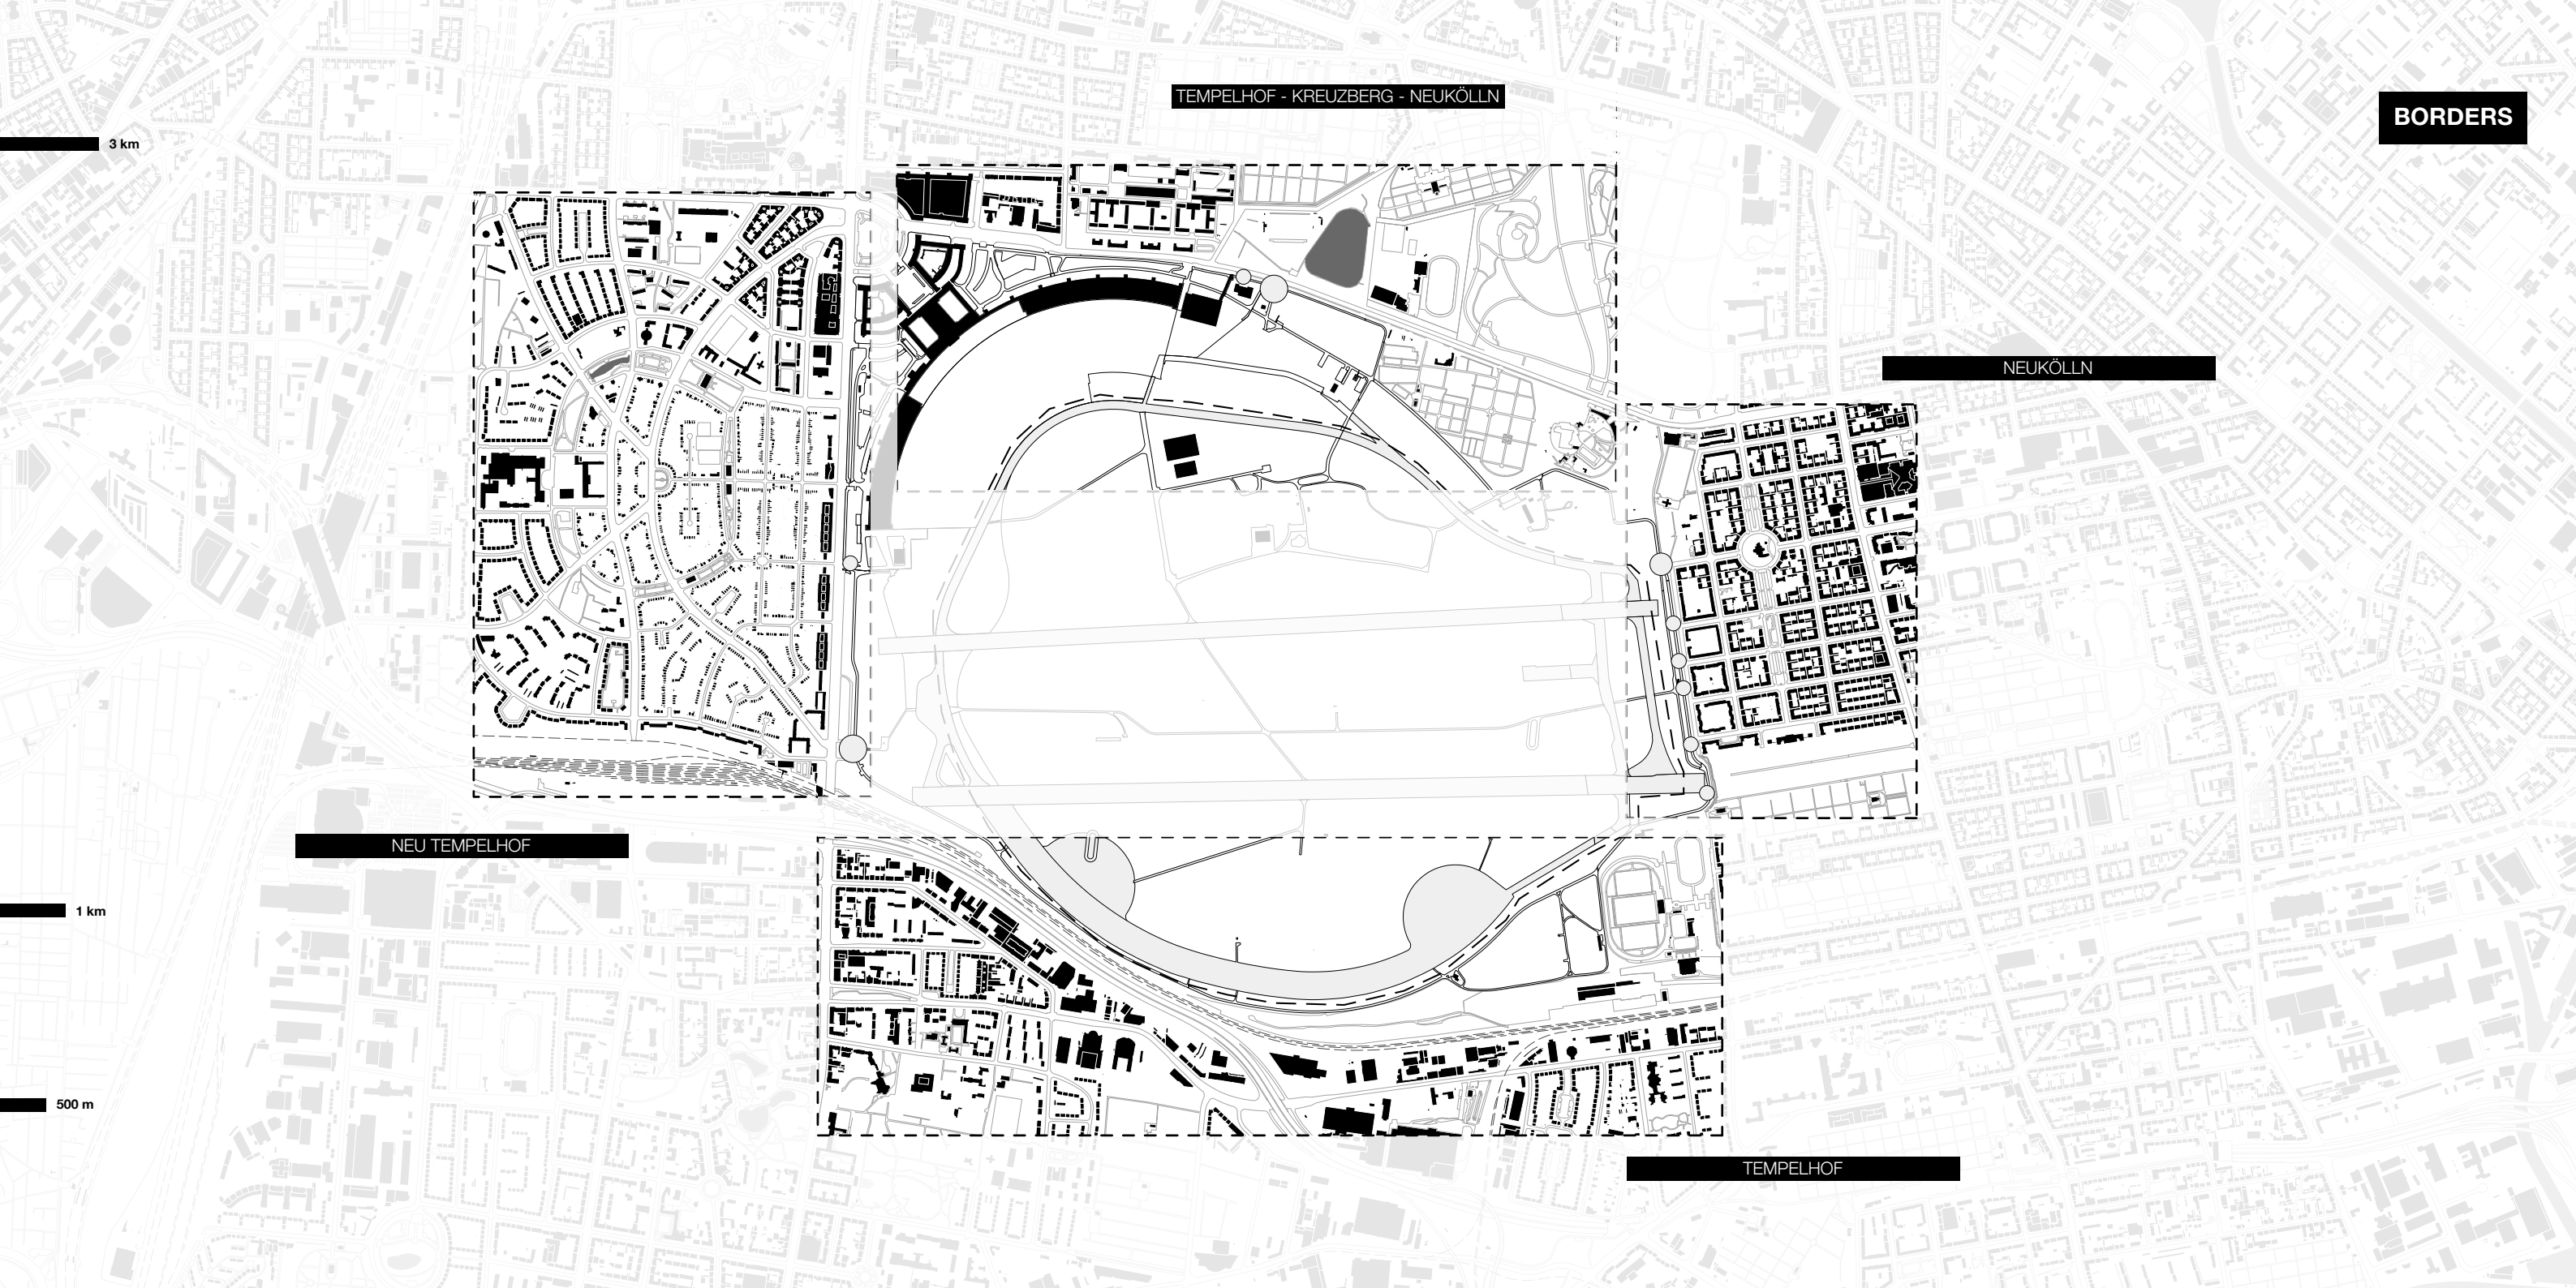 TEMPELHOF - KREUZBERG - NEUKÖLLN
BORDERS
3 km
NEUKÖLLN
NEU TEMPELHOF
1 km
500 m
TEMPELHOF